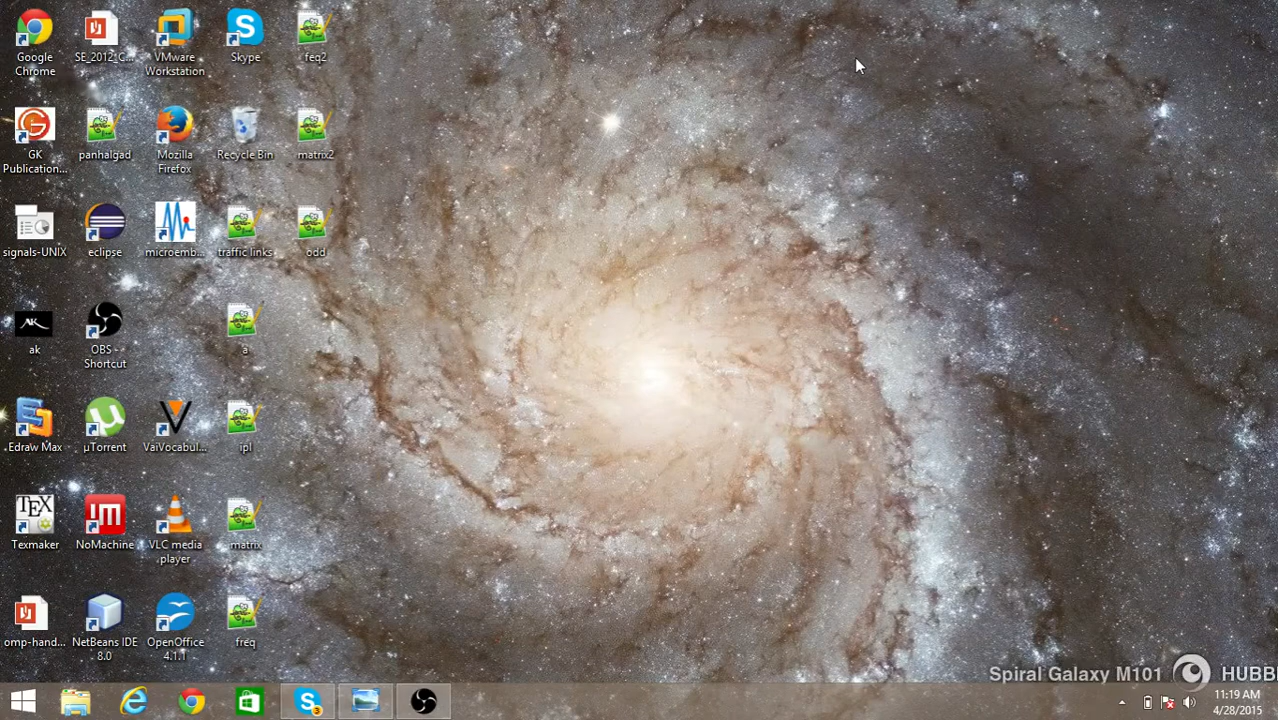 Google
Chrome
SE_2012_C...
VMware
Workstation
Skype
feq2
GK
Publication...
panhalgad
Mozilla
Firefox
Recycle Bin
matrix2
signals-UNIX
eclipse
microemb...
traffic links
odd
AK
ak
OBS -
Shortcut
a
Edraw Max
µTorrent
VaiVocabul...
ipl
TEX
Texmaker
NoMachine
VLC media
player
matrix
omp-hand...
NetBeans IDE
8.0
OpenOffice
4.1.1
freq
Spiral Galaxy M101
HUBB
3
11:19 AM
4/28/2015